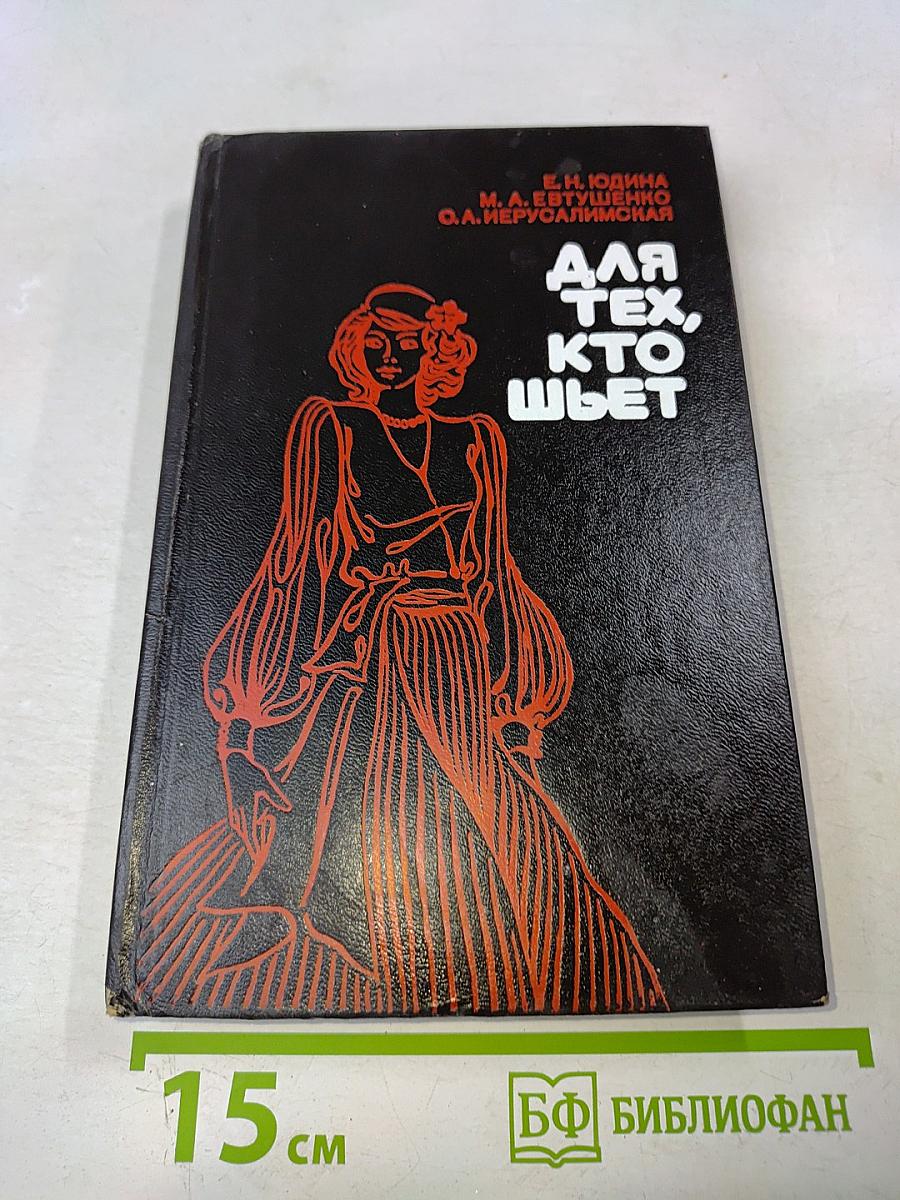 Е. Н. ЮДИНА
М. А. ЕВТУШЕНКО
О. А. ИЕРУСАЛИМСКАЯ
ДЛЯ
ТЕХ,
КТО
ШЬЕТ
15 СМ
БФ БИБЛИОФАН